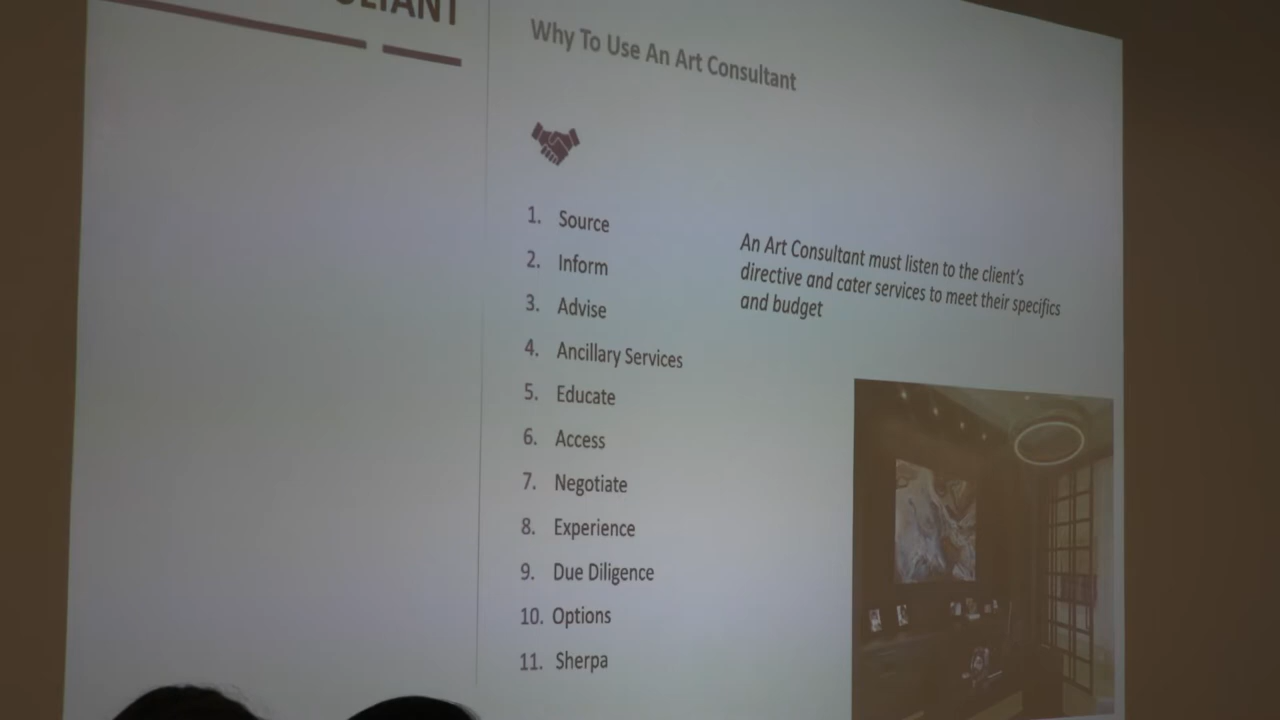 Why To Use An Art Consultant
1. Source
2. Inform
3. Advise
4. Ancillary Services
5. Educate
6. Access
7. Negotiate
8. Experience
9. Due Diligence
10. Options
11. Sherpa
An Art Consultant must listen to the client's
directive and cater services to meet their specifics
and budget